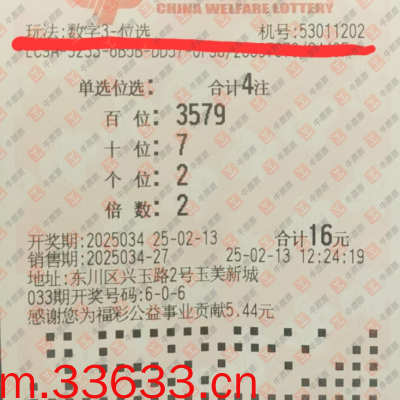 CHINA WELFARE LOTTERY
玩法:数字3-位选 机号:53011202
单选位选: 合计4注
百 位: 3579
十 位: 7
个 位: 2
倍 数: 2
开奖期:2025034 25-02-13 合计16元
销售期:2025034-27 25-02-13 12:24:19
地址:东川区兴玉路2号玉美新城
033期开奖号码:6-0-6
感谢您为福彩公益事业贡献5.44元
m.33633.cn